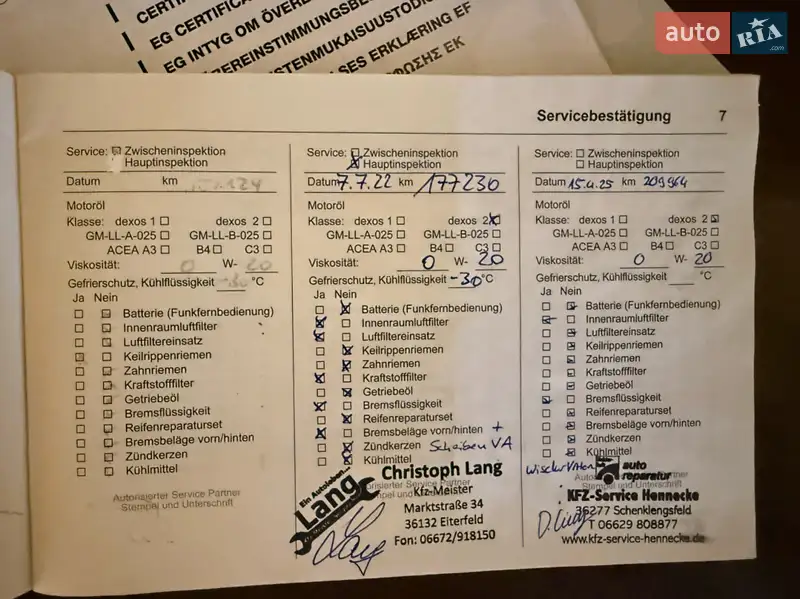 EG INTYG OM
auto RIA .com
Servicebestätigung 7
Service: Zwischeninspektion
Hauptinspektion
Datum km
Motoröl
Klasse: dexos 1 dexos 2
GM-LL-A-025 GM-LL-B-025
ACEA A3 B4 C3
Viskosität: 0 W- 20
Gefrierschutz, Kühlflüssigkeit -30 °C
Ja Nein
Batterie (Funkfernbedienung)
Innenraumluftfilter
Luftfiltereinsatz
Keilrippenriemen
Zahnriemen
Kraftstofffilter
Getriebeöl
Bremsflüssigkeit
Reifenreparaturset
Bremsbeläge vorn/hinten
Zündkerzen
Kühlmittel
Autorisierter Service Partner
Stempel und Unterschrift
Service: Zwischeninspektion
Hauptinspektion
Datum 7.7.22 km 177230
Motoröl
Klasse: dexos 1 dexos 2
GM-LL-A-025 GM-LL-B-025
ACEA A3 B4 C3
Viskosität: 0 W- 20
Gefrierschutz, Kühlflüssigkeit -30 °C
Ja Nein
Batterie (Funkfernbedienung)
Innenraumluftfilter
Luftfiltereinsatz
Keilrippenriemen
Zahnriemen
Kraftstofffilter
Getriebeöl
Bremsflüssigkeit
Reifenreparaturset
Bremsbeläge vorn/hinten +
Zündkerzen Scheiben VA
Kühlmittel
Lang
Christoph Lang
Kfz-Meister
Marktstraße 34
36132 Eiterfeld
Fon: 06672/918150
Service: Zwischeninspektion
Hauptinspektion
Datum 15.4.25 km 209964
Motoröl
Klasse: dexos 1 dexos 2
GM-LL-A-025 GM-LL-B-025
ACEA A3 B4 C3
Viskosität: 0 W- 20
Gefrierschutz, Kühlflüssigkeit °C
Ja Nein
Batterie (Funkfernbedienung)
Innenraumluftfilter
Luftfiltereinsatz
Keilrippenriemen
Zahnriemen
Kraftstofffilter
Getriebeöl
Bremsflüssigkeit
Reifenreparaturset
Bremsbeläge vorn/hinten
Zündkerzen
Kühlmittel
auto
reparatur
KFZ-Service Hennecke
36277 Schenklengsfeld
T 06629 808877
www.kfz-service-hennecke.de